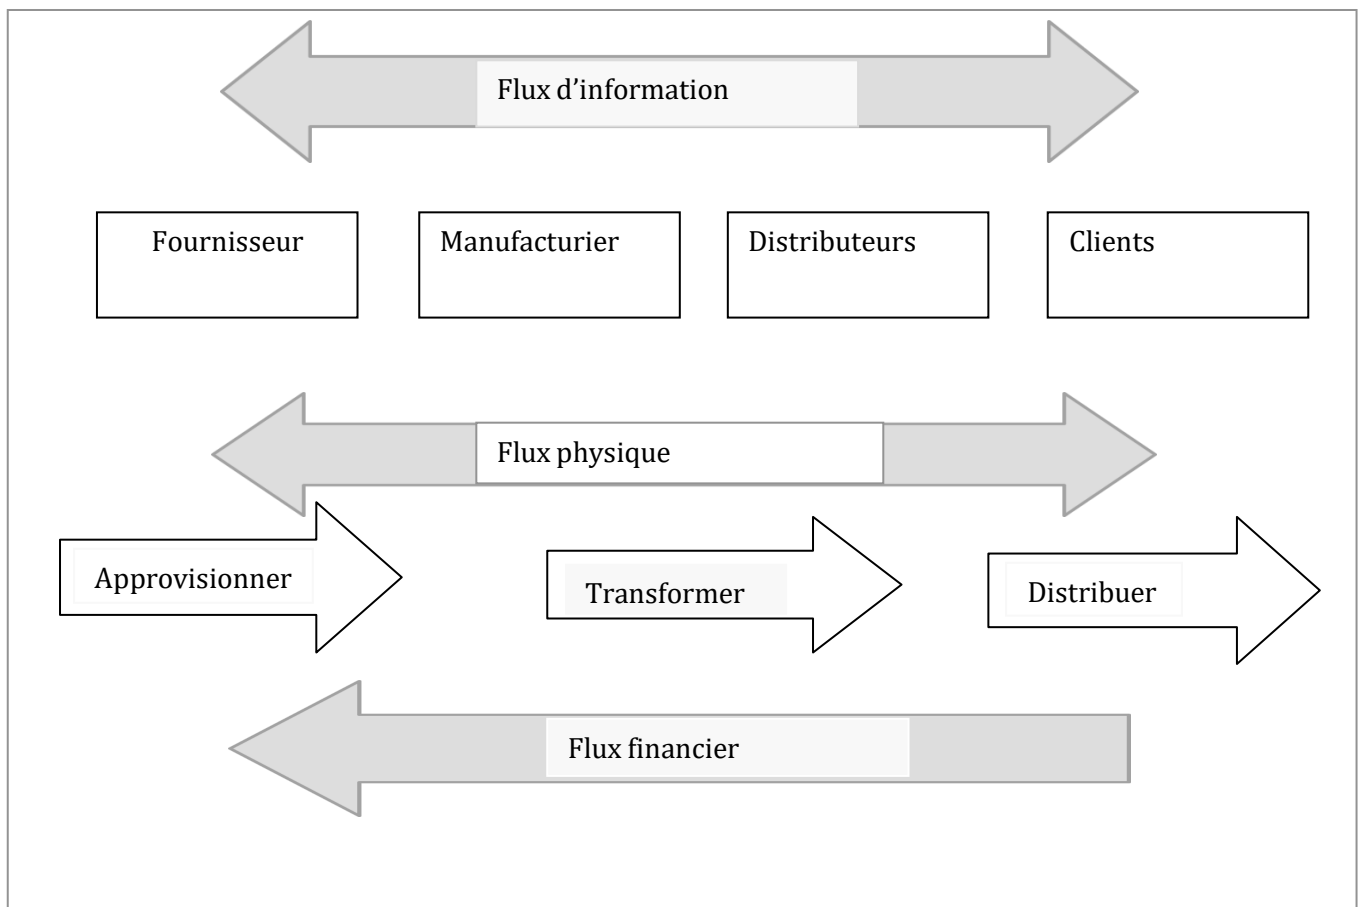 Flux d’information
Fournisseur
Manufacturier
Distributeurs
Clients
Flux physique
Approvisionner
Transformer
Distribuer
Flux financier